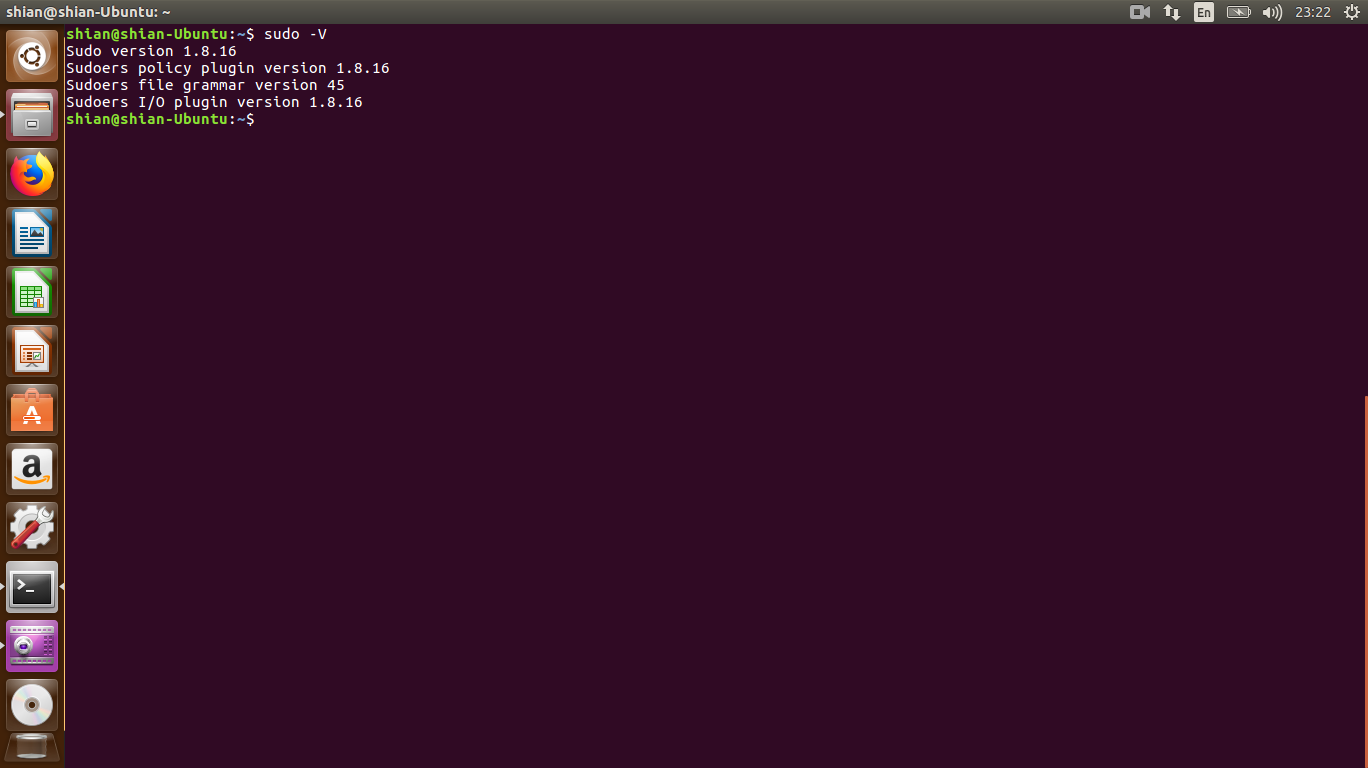 shian@shian-Ubuntu: ~
En
23:22
shian@shian-Ubuntu:~$ sudo -V
Sudo version 1.8.16
Sudoers policy plugin version 1.8.16
Sudoers file grammar version 45
Sudoers I/O plugin version 1.8.16
shian@shian-Ubuntu:~$